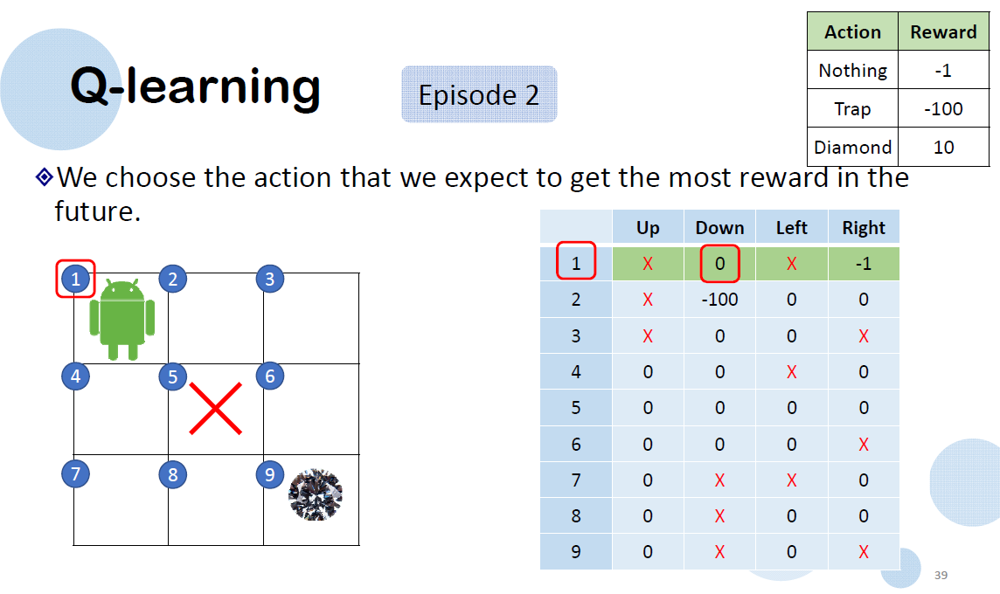 Action Reward
Nothing -1
Trap -100
Diamond 10
Q-learning
Episode 2
We choose the action that we expect to get the most reward in the
future.
1 2 3
4 5 6
7 8 9
Up Down Left Right
1 X 0 X -1
2 X -100 0 0
3 X 0 0 X
4 0 0 X 0
5 0 0 0 0
6 0 0 0 X
7 0 X X 0
8 0 X 0 0
9 0 X 0 X
39